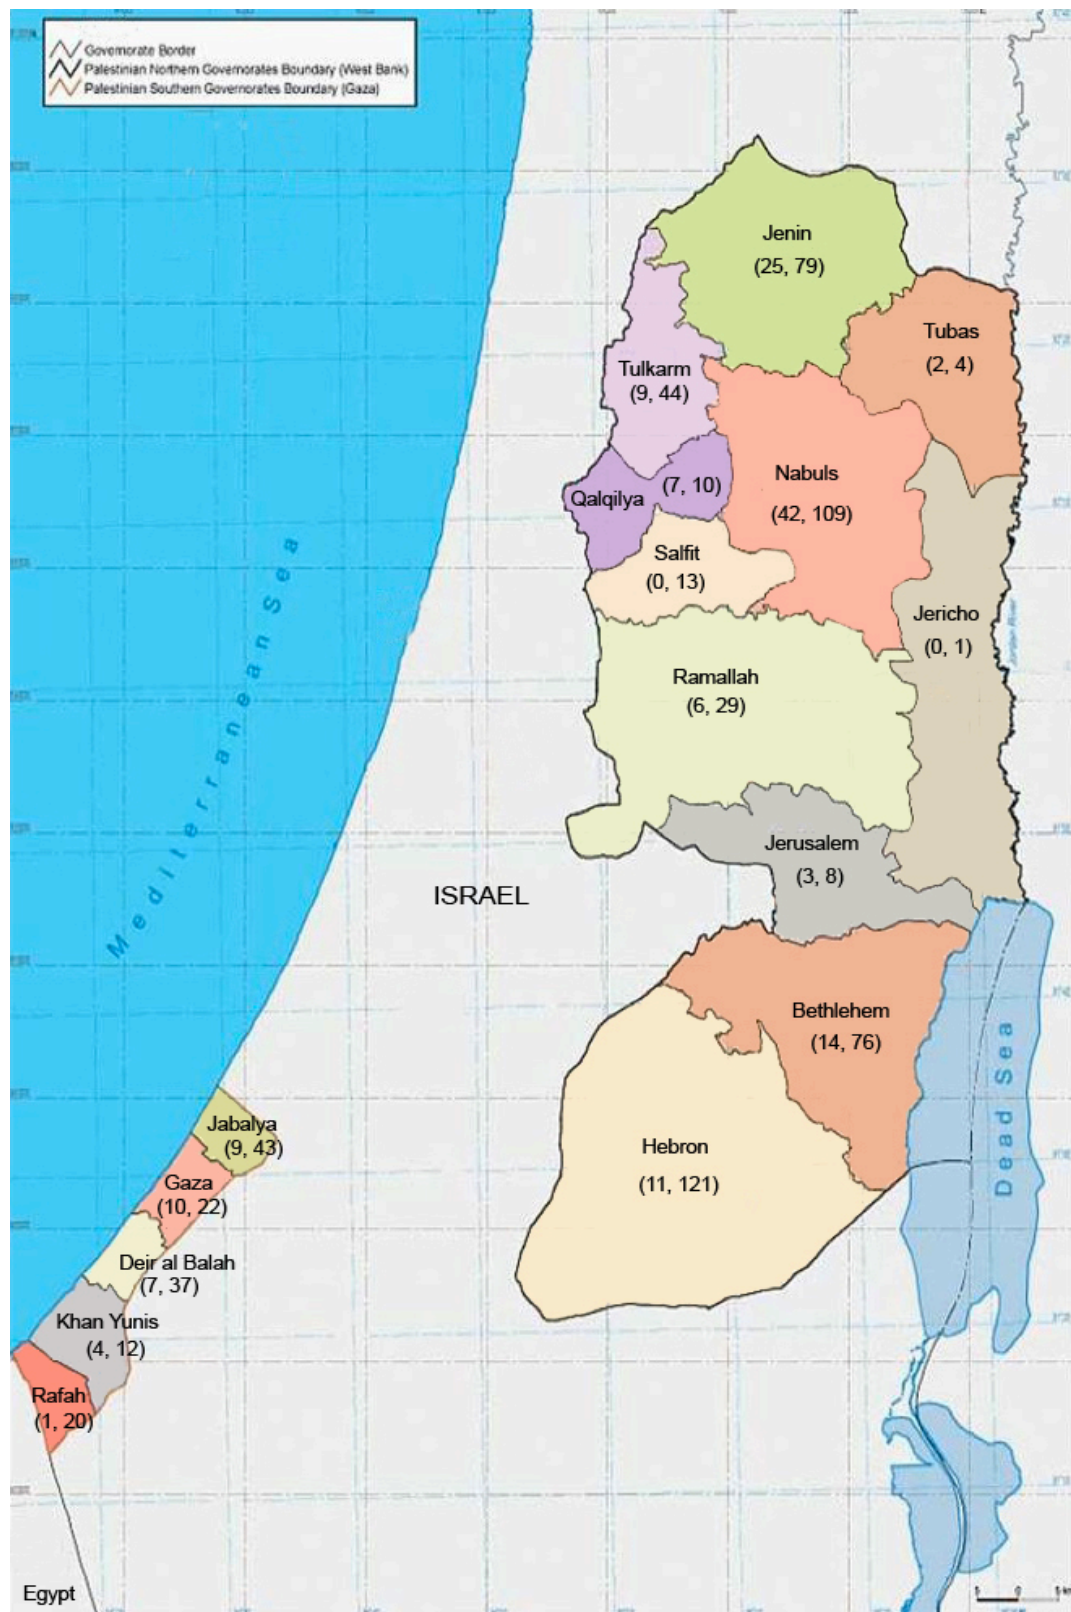 Governorate Border
Palestinian Northern Governorates Boundary (West Bank)
Palestinian Southern Governorates Boundary (Gaza)
Jenin
(25, 79)
Tubas
(2, 4)
Tulkarm
(9, 44)
Nabuls
(42, 109)
Qalqilya
(7, 10)
Salfit
(0, 13)
Jericho
(0, 1)
Jordan River
Ramallah
(6, 29)
Mediterranean Sea
Jerusalem
(3, 8)
ISRAEL
Bethlehem
(14, 76)
Dead Sea
Hebron
(11, 121)
Jabalya
(9, 43)
Gaza
(10, 22)
Deir al Balah
(7, 37)
Khan Yunis
(4, 12)
Rafah
(1, 20)
Egypt